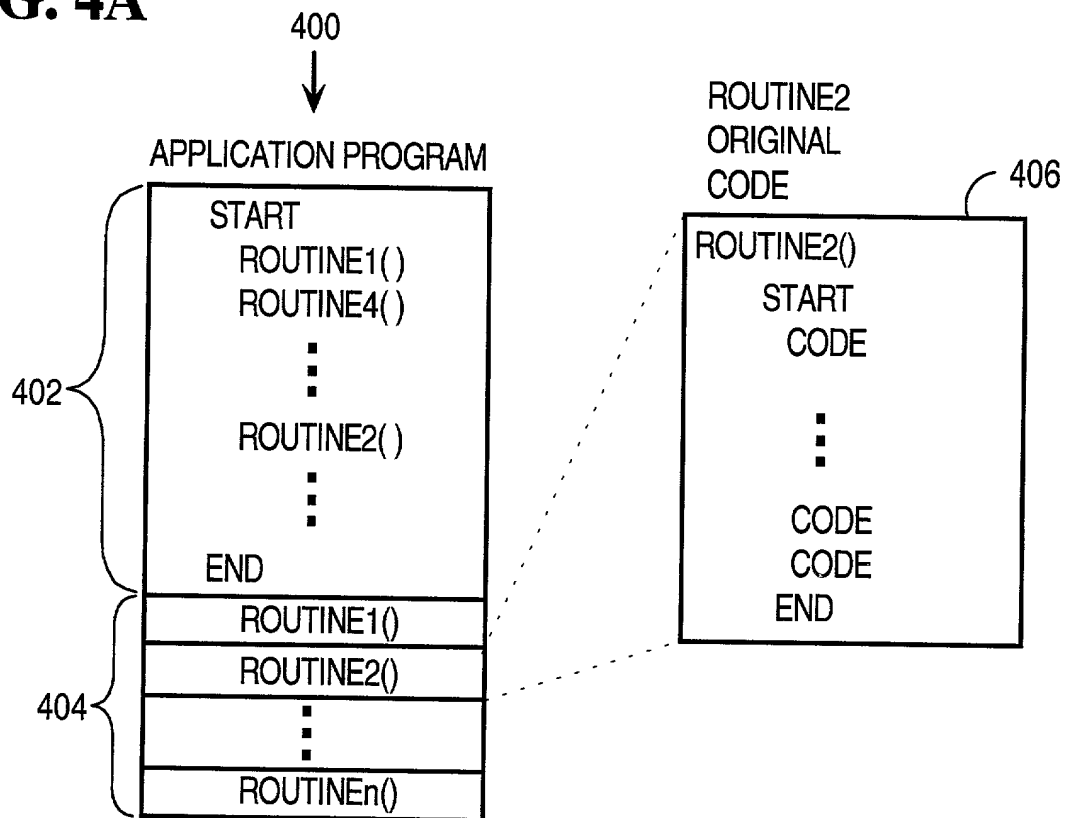 G. 4A
400
APPLICATION PROGRAM
START
ROUTINE1( )
ROUTINE4( )
402
ROUTINE2( )
END
ROUTINE1()
ROUTINE2()
404
ROUTINEn()
ROUTINE2
ORIGINAL
CODE
406
ROUTINE2()
START
CODE
CODE
CODE
END